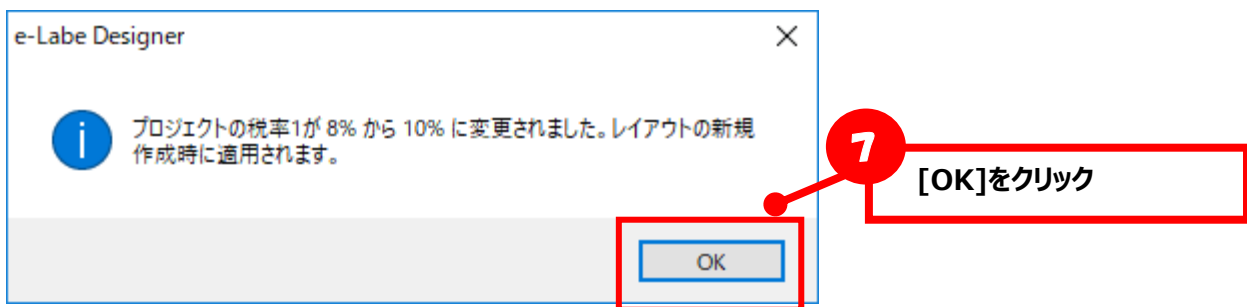 e-Labe Designer
プロジェクトの税率1が 8% から 10% に変更されました。レイアウトの新規
作成時に適用されます。
7
[OK]をクリック
OK